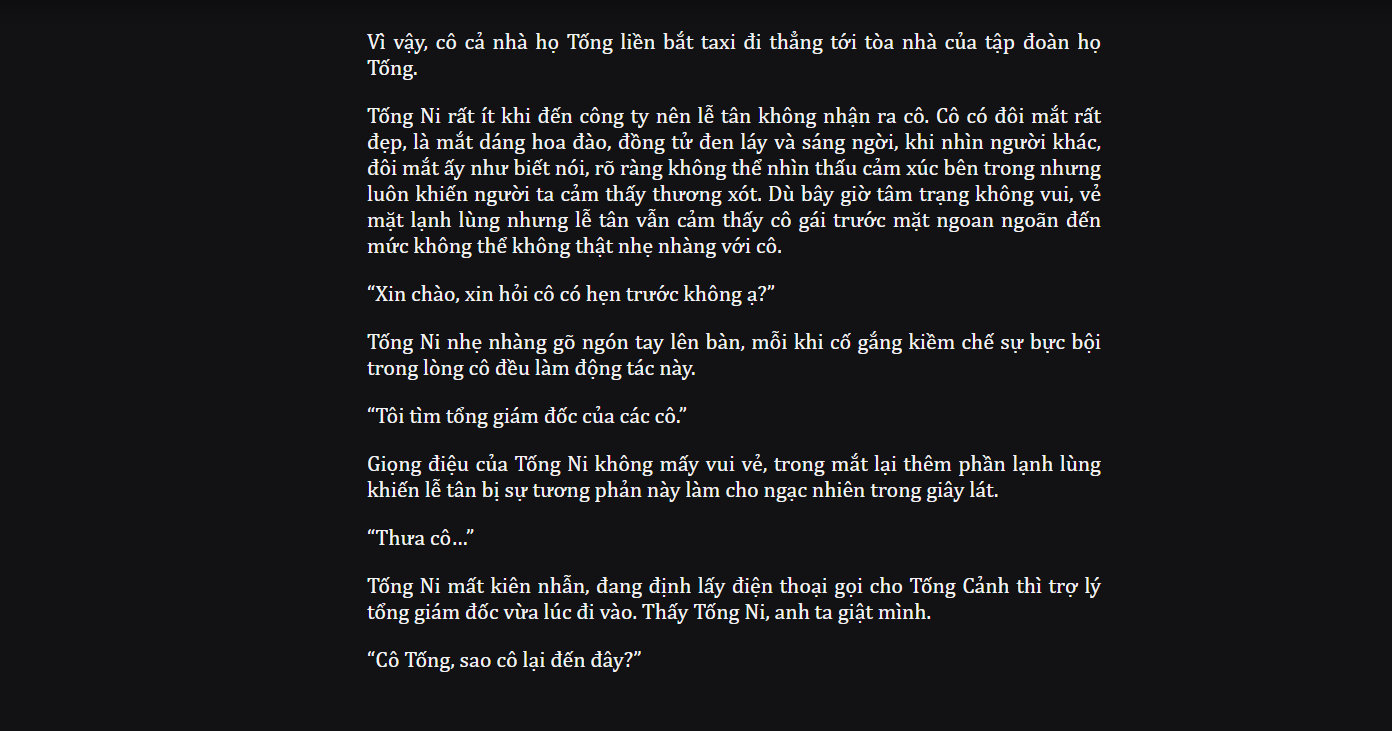 Vì vậy, cô cả nhà họ Tống liền bắt taxi đi thẳng tới tòa nhà của tập đoàn họ
Tống.
Tống Ni rất ít khi đến công ty nên lễ tân không nhận ra cô. Cô có đôi mắt rất
đẹp, là mắt dáng hoa đào, đồng tử đen láy và sáng ngời, khi nhìn người khác,
đôi mắt ấy như biết nói, rõ ràng không thể nhìn thấu cảm xúc bên trong nhưng
luôn khiến người ta cảm thấy thương xót. Dù bây giờ tâm trạng không vui, vẻ
mặt lạnh lùng nhưng lễ tân vẫn cảm thấy cô gái trước mặt ngoan ngoãn đến
mức không thể không thật nhẹ nhàng với cô.
“Xin chào, xin hỏi cô có hẹn trước không ạ?”
Tống Ni nhẹ nhàng gõ ngón tay lên bàn, mỗi khi cố gắng kiềm chế sự bực bội
trong lòng cô đều làm động tác này.
“Tôi tìm tổng giám đốc của các cô.”
Giọng điệu của Tống Ni không mấy vui vẻ, trong mắt lại thêm phần lạnh lùng
khiến lễ tân bị sự tương phản này làm cho ngạc nhiên trong giây lát.
“Thưa cô…”
Tống Ni mất kiên nhẫn, đang định lấy điện thoại gọi cho Tống Cảnh thì trợ lý
tổng giám đốc vừa lúc đi vào. Thấy Tống Ni, anh ta giật mình.
“Cô Tống, sao cô lại đến đây?”